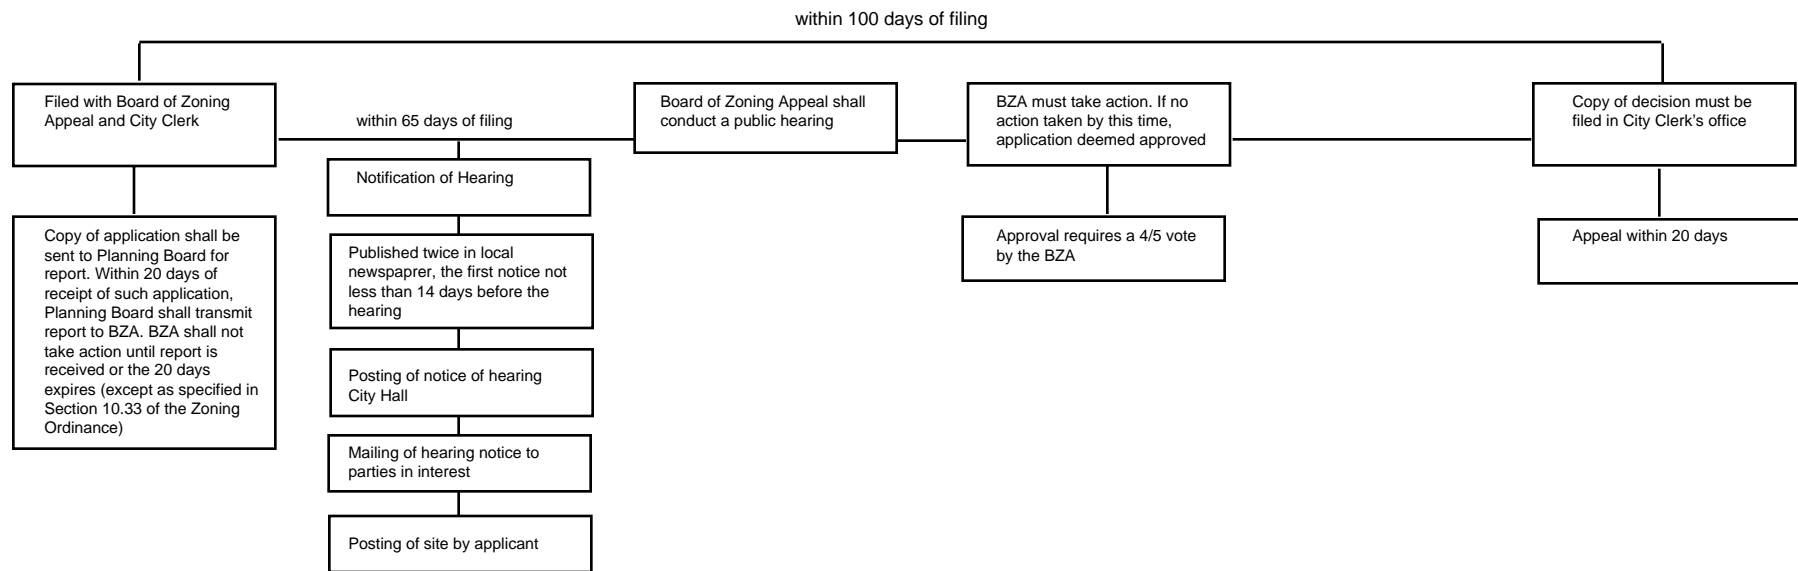 within 100 days of filing
Filed with Board of Zoning
Appeal and City Clerk
within 65 days of filing
Board of Zoning Appeal shall
conduct a public hearing
BZA must take action. If no
action taken by this time,
application deemed approved
Copy of decision must be
filed in City Clerk's office
Copy of application shall be
sent to Planning Board for
report. Within 20 days of
receipt of such application,
Planning Board shall transmit
report to BZA. BZA shall not
take action until report is
received or the 20 days
expires (except as specified in
Section 10.33 of the Zoning
Ordinance)
Notification of Hearing
Published twice in local
newspaprer, the first notice not
less than 14 days before the
hearing
Posting of notice of hearing
City Hall
Mailing of hearing notice to
parties in interest
Posting of site by applicant
Approval requires a 4/5 vote
by the BZA
Appeal within 20 days